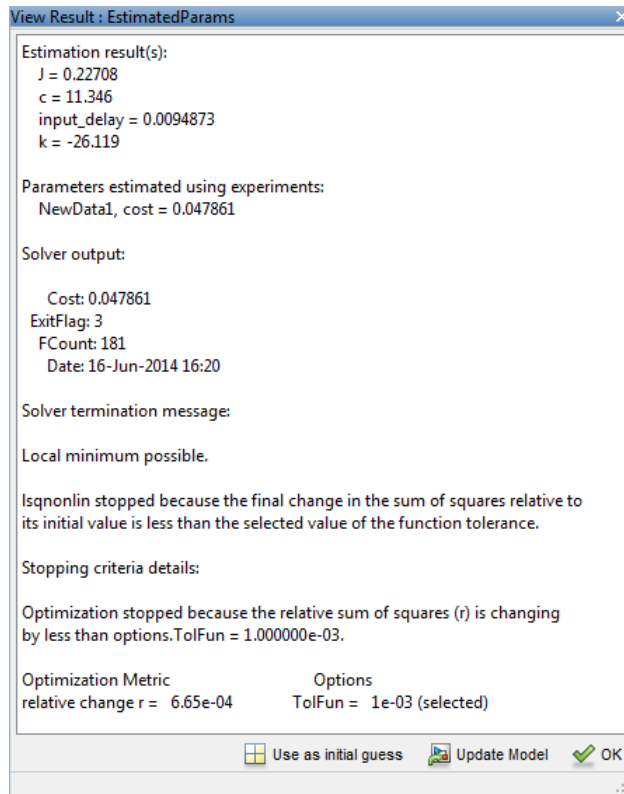 View Result : EstimatedParams
Estimation result(s):
J = 0.22708
c = 11.346
input_delay = 0.0094873
k = -26.119
Parameters estimated using experiments:
NewData1, cost = 0.047861
Solver output:
Cost: 0.047861
ExitFlag: 3
FCount: 181
Date: 16-Jun-2014 16:20
Solver termination message:
Local minimum possible.
lsqnonlin stopped because the final change in the sum of squares relative to
its initial value is less than the selected value of the function tolerance.
Stopping criteria details:
Optimization stopped because the relative sum of squares (r) is changing
by less than options.TolFun = 1.000000e-03.
Optimization Metric Options
relative change r = 6.65e-04 TolFun = 1e-03 (selected)
Use as initial guess Update Model OK